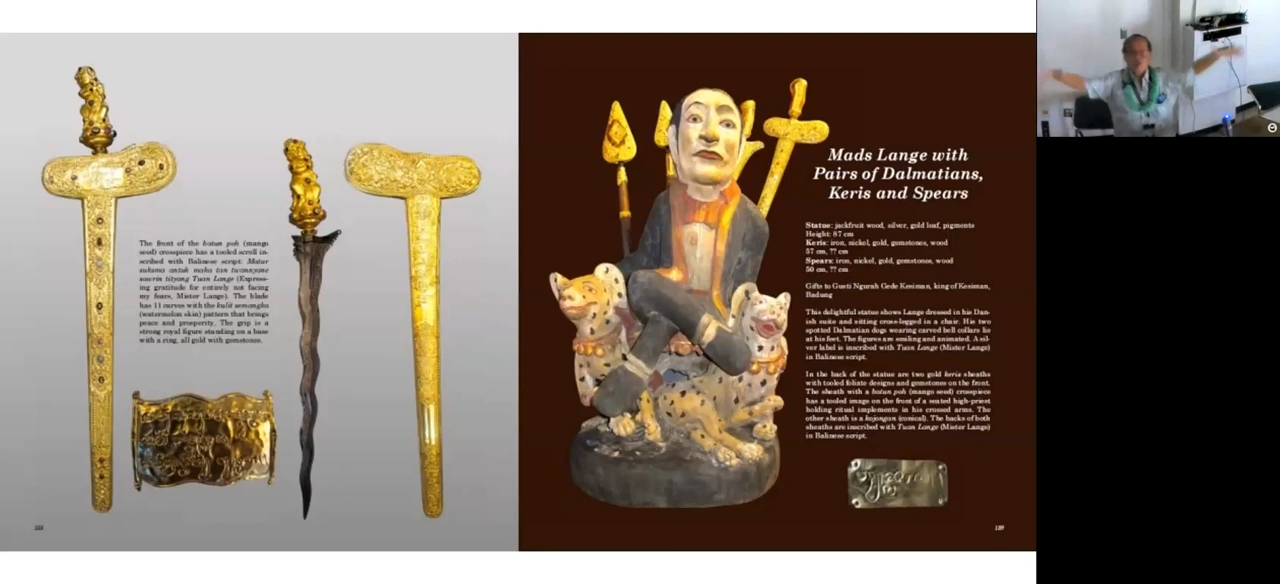 The front of the batun poh (mango
seed) crosspiece has a tooled scroll in-
scribed with Balinese script: Matur
suksma antuk maha tan twannyane
sawrin tityang Tuan Lange (Express-
ing gratitude for entirely not facing
my fears, Mister Lange). The blade
has 11 curves with the kulit semangka
(watermelon skin) pattern that brings
peace and prosperity. The grip is a
strong royal figure standing on a base
with a ring, all gold with gemstones.
Mads Lange with
Pairs of Dalmatians,
Keris and Spears
Statue: jackfruit wood, silver, gold leaf, pigments
Height: 87 cm
Keris: iron, nickel, gold, gemstones, wood
57 cm, ?? cm
Spears: iron, nickel, gold, gemstones, wood
50 cm, ?? cm
Gifts to Gusti Ngurah Gede Kesiman, king of Kesiman,
Badung
This delightful statue shows Lange dressed in his Dan-
ish suite and sitting cross-legged in a chair. His two
spotted Dalmatian dogs wearing carved bell collars lie
at his feet. The figures are smiling and animated. A sil-
ver label is inscribed with Tuan Lange (Mister Lange)
in Balinese script.
In the back of the statue are two gold keris sheaths
with tooled foliate designs and gemstones on the front.
The sheath with a batun poh (mango seed) crosspiece
has a tooled image on the front of a seated high-priest
holding ritual implements in his crossed arms. The
other sheath is a kojongan (conical). The backs of both
sheaths are inscribed with Tuan Lange (Mister Lange)
in Balinese script.
189